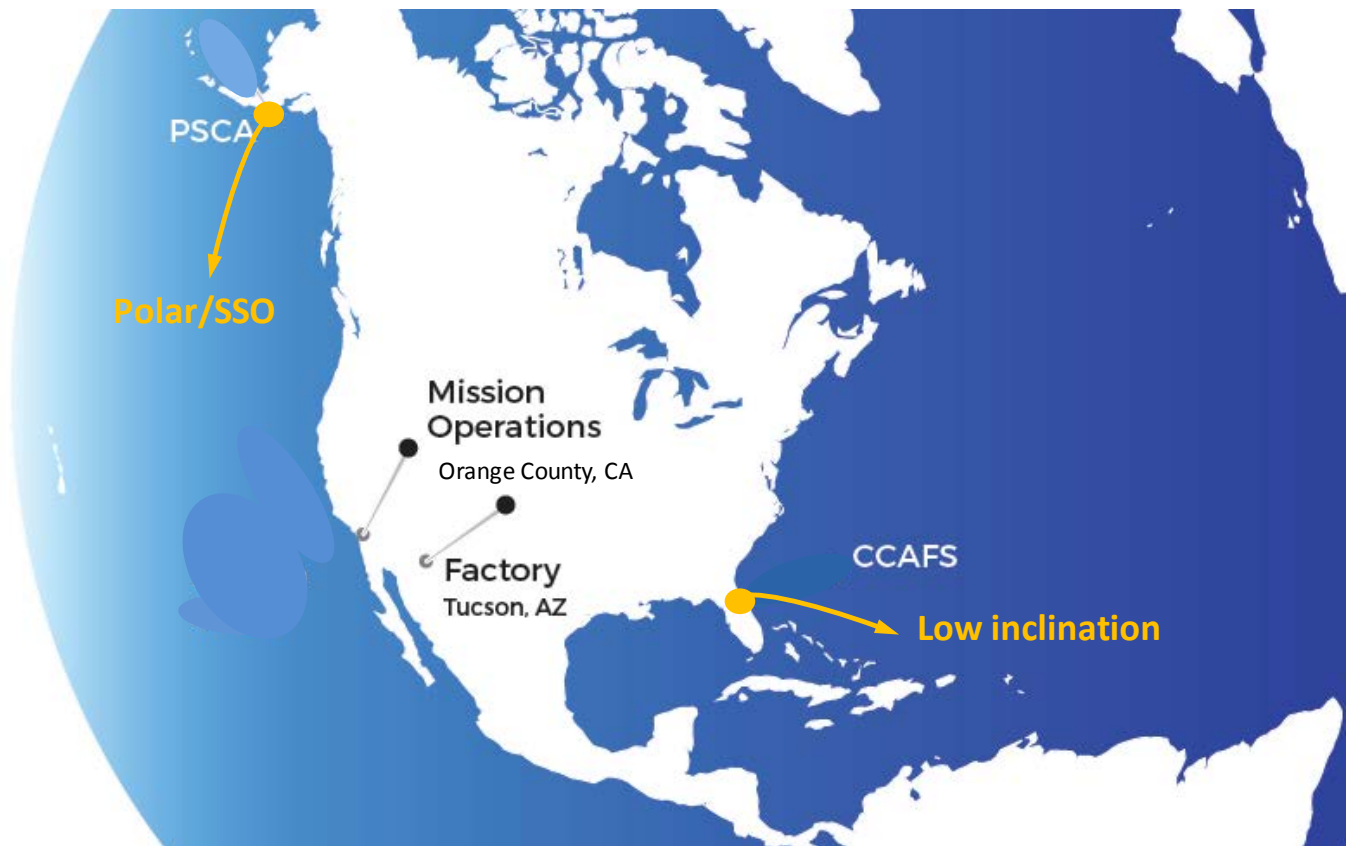 PSCA
Polar/SSO
Mission
Operations
Orange County, CA
Factory
Tucson, AZ
CCAFS
Low inclination